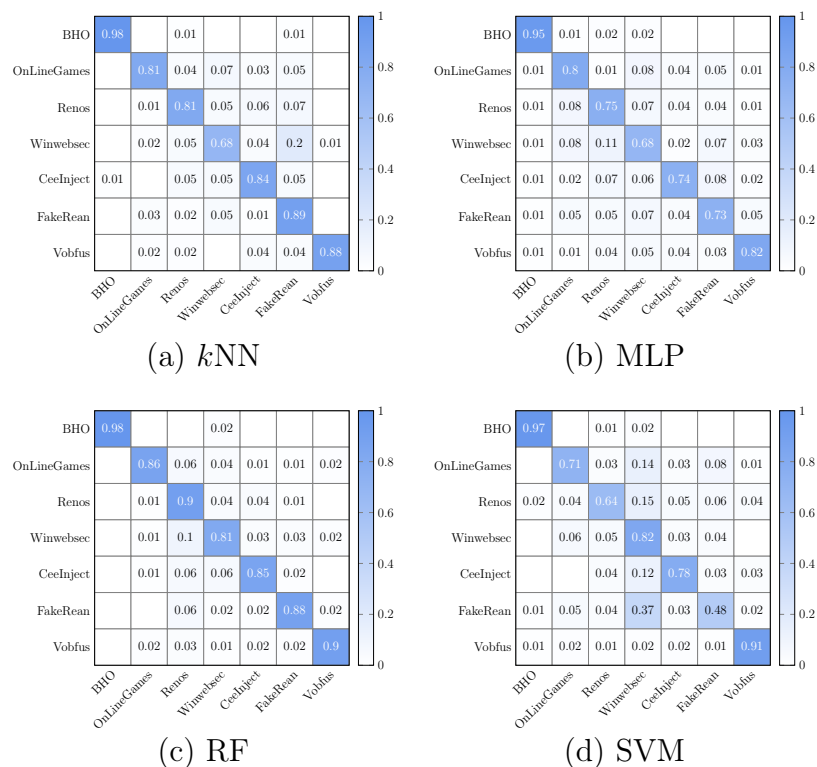 BHO 0.98 0.01 0.01
OnLineGames 0.81 0.04 0.07 0.03 0.05
Renos 0.01 0.81 0.05 0.06 0.07
Winwebsec 0.02 0.05 0.68 0.04 0.2 0.01
CeeInject 0.01 0.05 0.05 0.84 0.05
FakeRean 0.03 0.02 0.05 0.01 0.89
Vobfus 0.02 0.02 0.04 0.04 0.88
BHO OnLineGames Renos Winwebsec CeeInject FakeRean Vobfus
1
0.8
0.6
0.4
0.2
0
(a) kNN
BHO 0.95 0.01 0.02 0.02
OnLineGames 0.01 0.8 0.01 0.08 0.04 0.05 0.01
Renos 0.01 0.08 0.75 0.07 0.04 0.04 0.01
Winwebsec 0.01 0.08 0.11 0.68 0.02 0.07 0.03
CeeInject 0.01 0.02 0.07 0.06 0.74 0.08 0.02
FakeRean 0.01 0.05 0.05 0.07 0.04 0.73 0.05
Vobfus 0.01 0.01 0.04 0.05 0.04 0.03 0.82
BHO OnLineGames Renos Winwebsec CeeInject FakeRean Vobfus
1
0.8
0.6
0.4
0.2
0
(b) MLP
BHO 0.98 0.02
OnLineGames 0.86 0.06 0.04 0.01 0.01 0.02
Renos 0.01 0.9 0.04 0.04 0.01
Winwebsec 0.01 0.1 0.81 0.03 0.03 0.02
CeeInject 0.01 0.06 0.06 0.85 0.02
FakeRean 0.06 0.02 0.02 0.88 0.02
Vobfus 0.02 0.03 0.01 0.02 0.02 0.9
BHO OnLineGames Renos Winwebsec CeeInject FakeRean Vobfus
1
0.8
0.6
0.4
0.2
0
(c) RF
BHO 0.97 0.01 0.02
OnLineGames 0.71 0.03 0.14 0.03 0.08 0.01
Renos 0.02 0.04 0.64 0.15 0.05 0.06 0.04
Winwebsec 0.06 0.05 0.82 0.03 0.04
CeeInject 0.04 0.12 0.78 0.03 0.03
FakeRean 0.01 0.05 0.04 0.37 0.03 0.48 0.02
Vobfus 0.01 0.02 0.01 0.02 0.02 0.01 0.91
BHO OnLineGames Renos Winwebsec CeeInject FakeRean Vobfus
1
0.8
0.6
0.4
0.2
0
(d) SVM